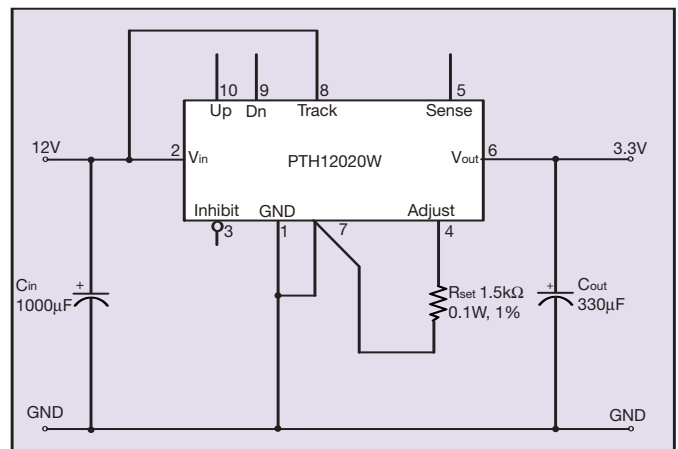 10 9 8 5
Up Dn Track Sense
12V 2 Vin PTH12020W Vout 6 3.3V
Inhibit GND Adjust
3 1 7 4
Cin + 1000µF
Rset 1.5kΩ
0.1W, 1%
+ Cout
330µF
GND GND